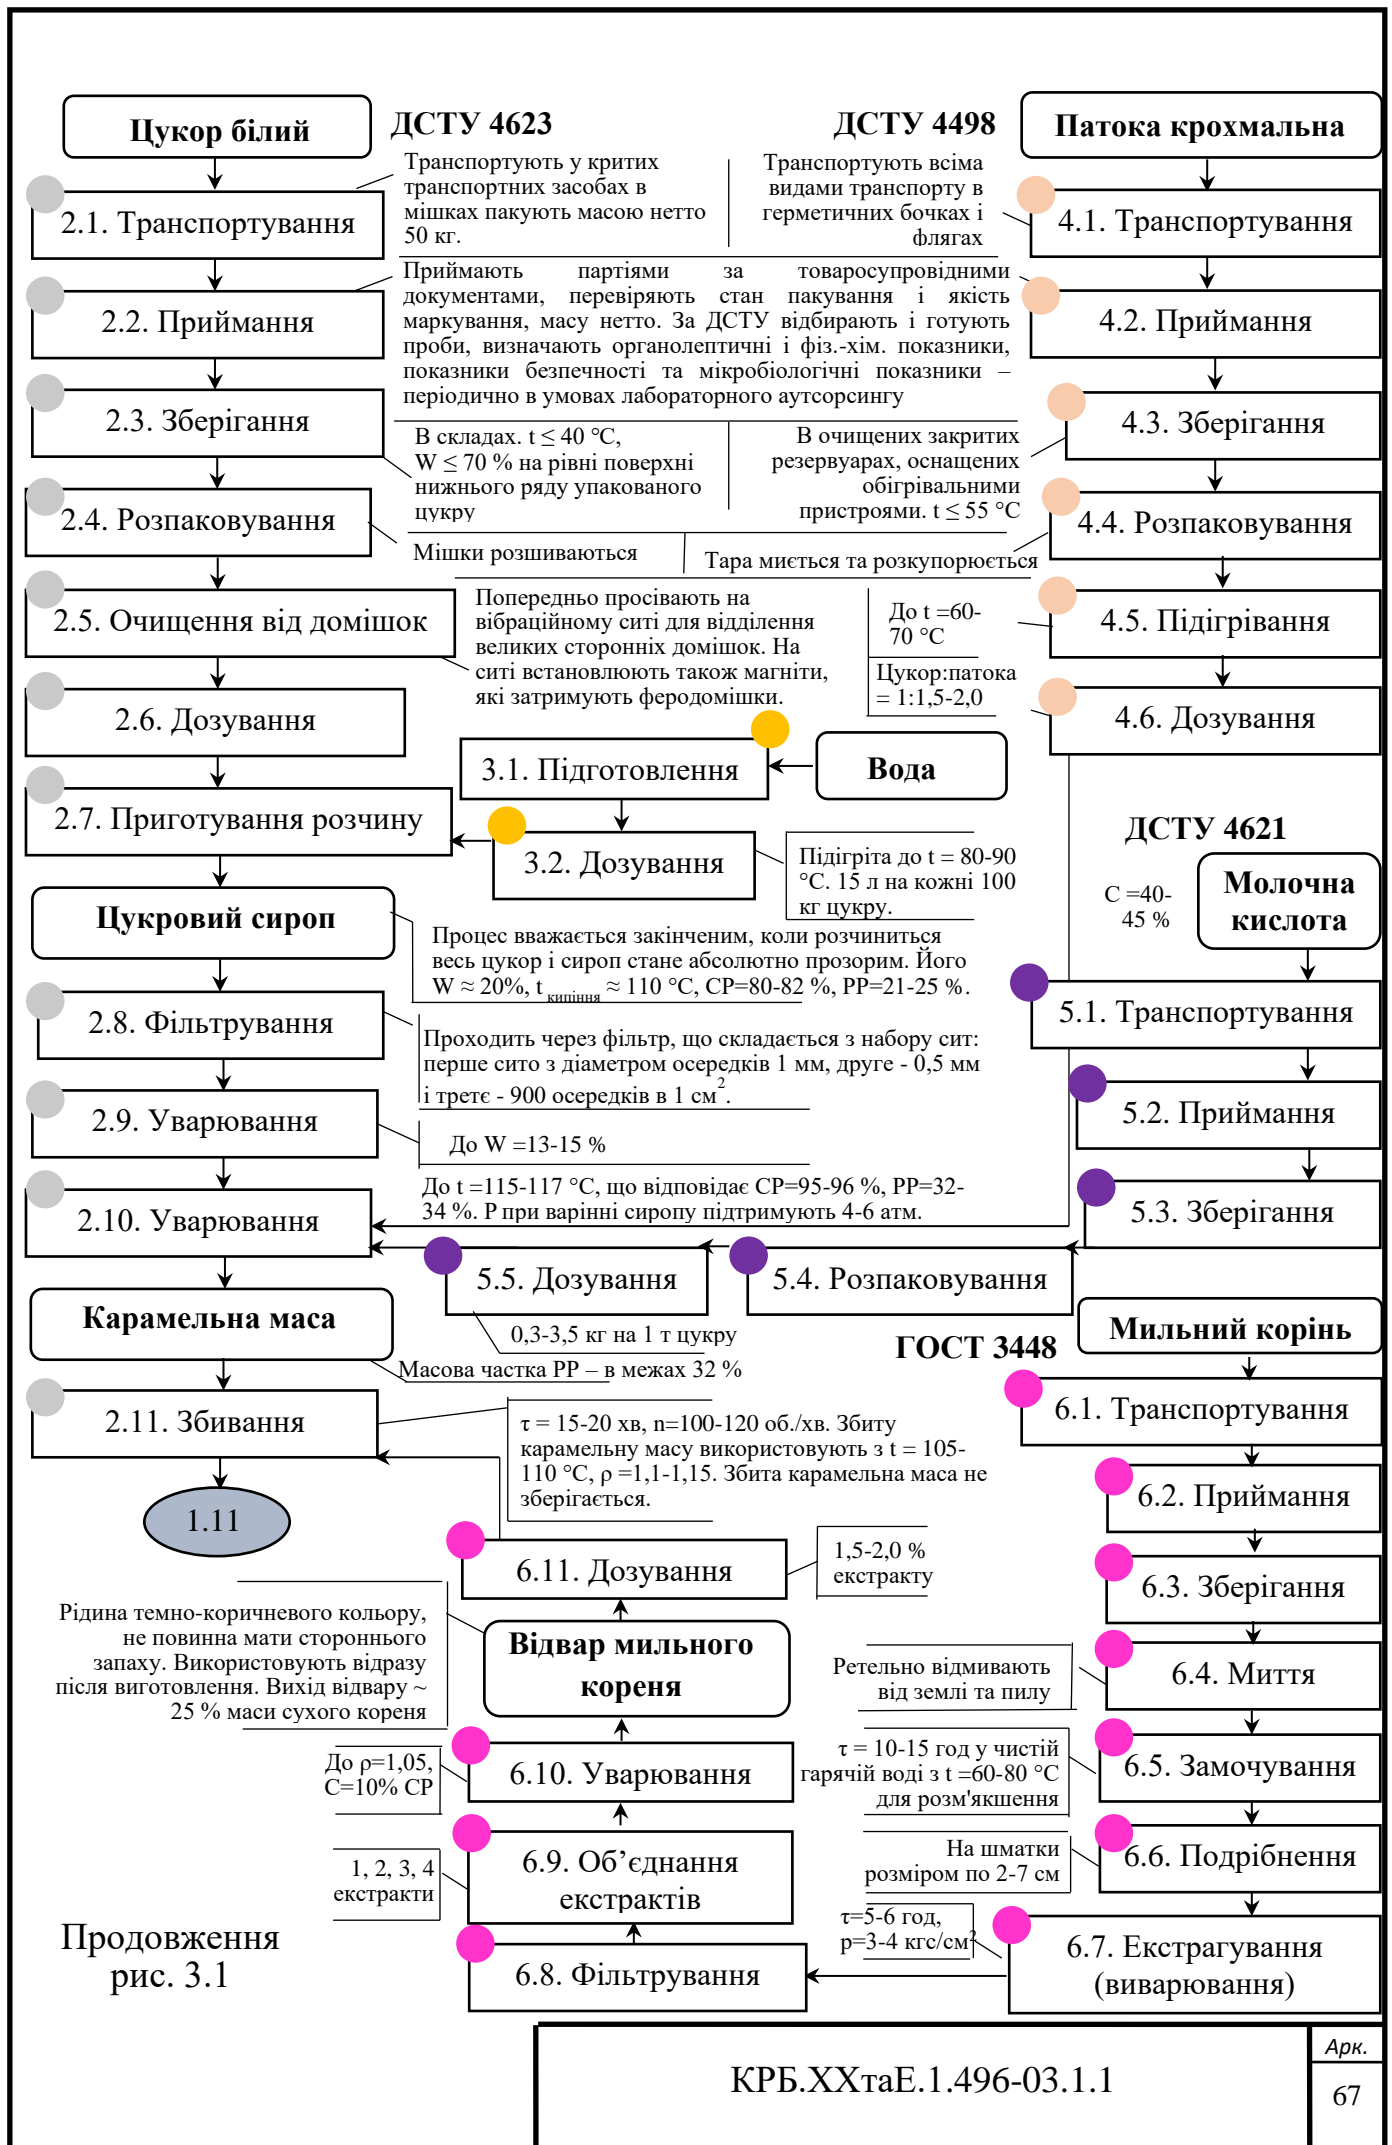 Цукор білий
ДСТУ 4623
ДСТУ 4498
Патока крохмальна
Транспортують у критих
транспортних засобах в
мішках пакують масою нетто
50 кг.
Транспортують всіма
видами транспорту в
герметичних бочках і
флягах
2.1. Транспортування
4.1. Транспортування
Приймають партіями за товаросупровідними
документами, перевіряють стан пакування і якість
маркування, масу нетто. За ДСТУ відбирають і готують
проби, визначають органолептичні і фіз.-хім. показники,
показники безпечності та мікробіологічні показники –
періодично в умовах лабораторного аутсорсингу
2.2. Приймання
4.2. Приймання
2.3. Зберігання
4.3. Зберігання
В складах. t ≤ 40 °C,
W ≤ 70 % на рівні поверхні
нижнього ряду упакованого
цукру
В очищених закритих
резервуарах, оснащених
обігрівальними
пристроями. t ≤ 55 °C
2.4. Розпаковування
4.4. Розпаковування
Мішки розшиваються
Тара миється та розкупорюється
2.5. Очищення від домішок
Попередньо просівають на
вібраційному ситі для відділення
великих сторонніх домішок. На
ситі встановлюють також магніти,
які затримують феродомішки.
До t =60-
70 °C
4.5. Підігрівання
Цукор:патока
= 1:1,5-2,0
2.6. Дозування
4.6. Дозування
3.1. Підготовлення
Вода
2.7. Приготування розчину
3.2. Дозування
Підігріта до t = 80-90
°C. 15 л на кожні 100
кг цукру.
ДСТУ 4621
С =40-
45 %
Молочна
кислота
Цукровий сироп
Процес вважається закінченим, коли розчиниться
весь цукор і сироп стане абсолютно прозорим. Його
W ≈ 20%, t кипіння ≈ 110 °C, СР=80-82 %, РР=21-25 %.
5.1. Транспортування
2.8. Фільтрування
Проходить через фільтр, що складається з набору сит:
перше сито з діаметром осередків 1 мм, друге - 0,5 мм
і третє - 900 осередків в 1 см2.
5.2. Приймання
2.9. Уварювання
До W =13-15 %
До t =115-117 °C, що відповідає СР=95-96 %, РР=32-
34 %. Р при варінні сиропу підтримують 4-6 атм.
2.10. Уварювання
5.3. Зберігання
5.5. Дозування
5.4. Розпаковування
Карамельна маса
0,3-3,5 кг на 1 т цукру
Масова частка РР – в межах 32 %
ГОСТ 3448
Мильний корінь
2.11. Збивання
τ = 15-20 хв, n=100-120 об./хв. Збиту
карамельну масу використовують з t = 105-
110 °C, ρ =1,1-1,15. Збита карамельна маса не
зберігається.
6.1. Транспортування
1.11
6.2. Приймання
6.11. Дозування
1,5-2,0 %
екстракту
6.3. Зберігання
Рідина темно-коричневого кольору,
не повинна мати стороннього
запаху. Використовують відразу
після виготовлення. Вихід відвару ~
25 % маси сухого кореня
Відвар мильного
кореня
Ретельно відмивають
від землі та пилу
6.4. Миття
До ρ=1,05,
С=10% СР
6.10. Уварювання
τ = 10-15 год у чистій
гарячій воді з t =60-80 °C
для розм'якшення
6.5. Замочування
1, 2, 3, 4
екстракти
6.9. Об’єднання
екстрактів
На шматки
розміром по 2-7 см
6.6. Подрібнення
Продовження
рис. 3.1
6.8. Фільтрування
τ=5-6 год,
р=3-4 кгс/см2
6.7. Екстрагування
(виварювання)
КРБ.ХХтаЕ.1.496-03.1.1
Арк.
67